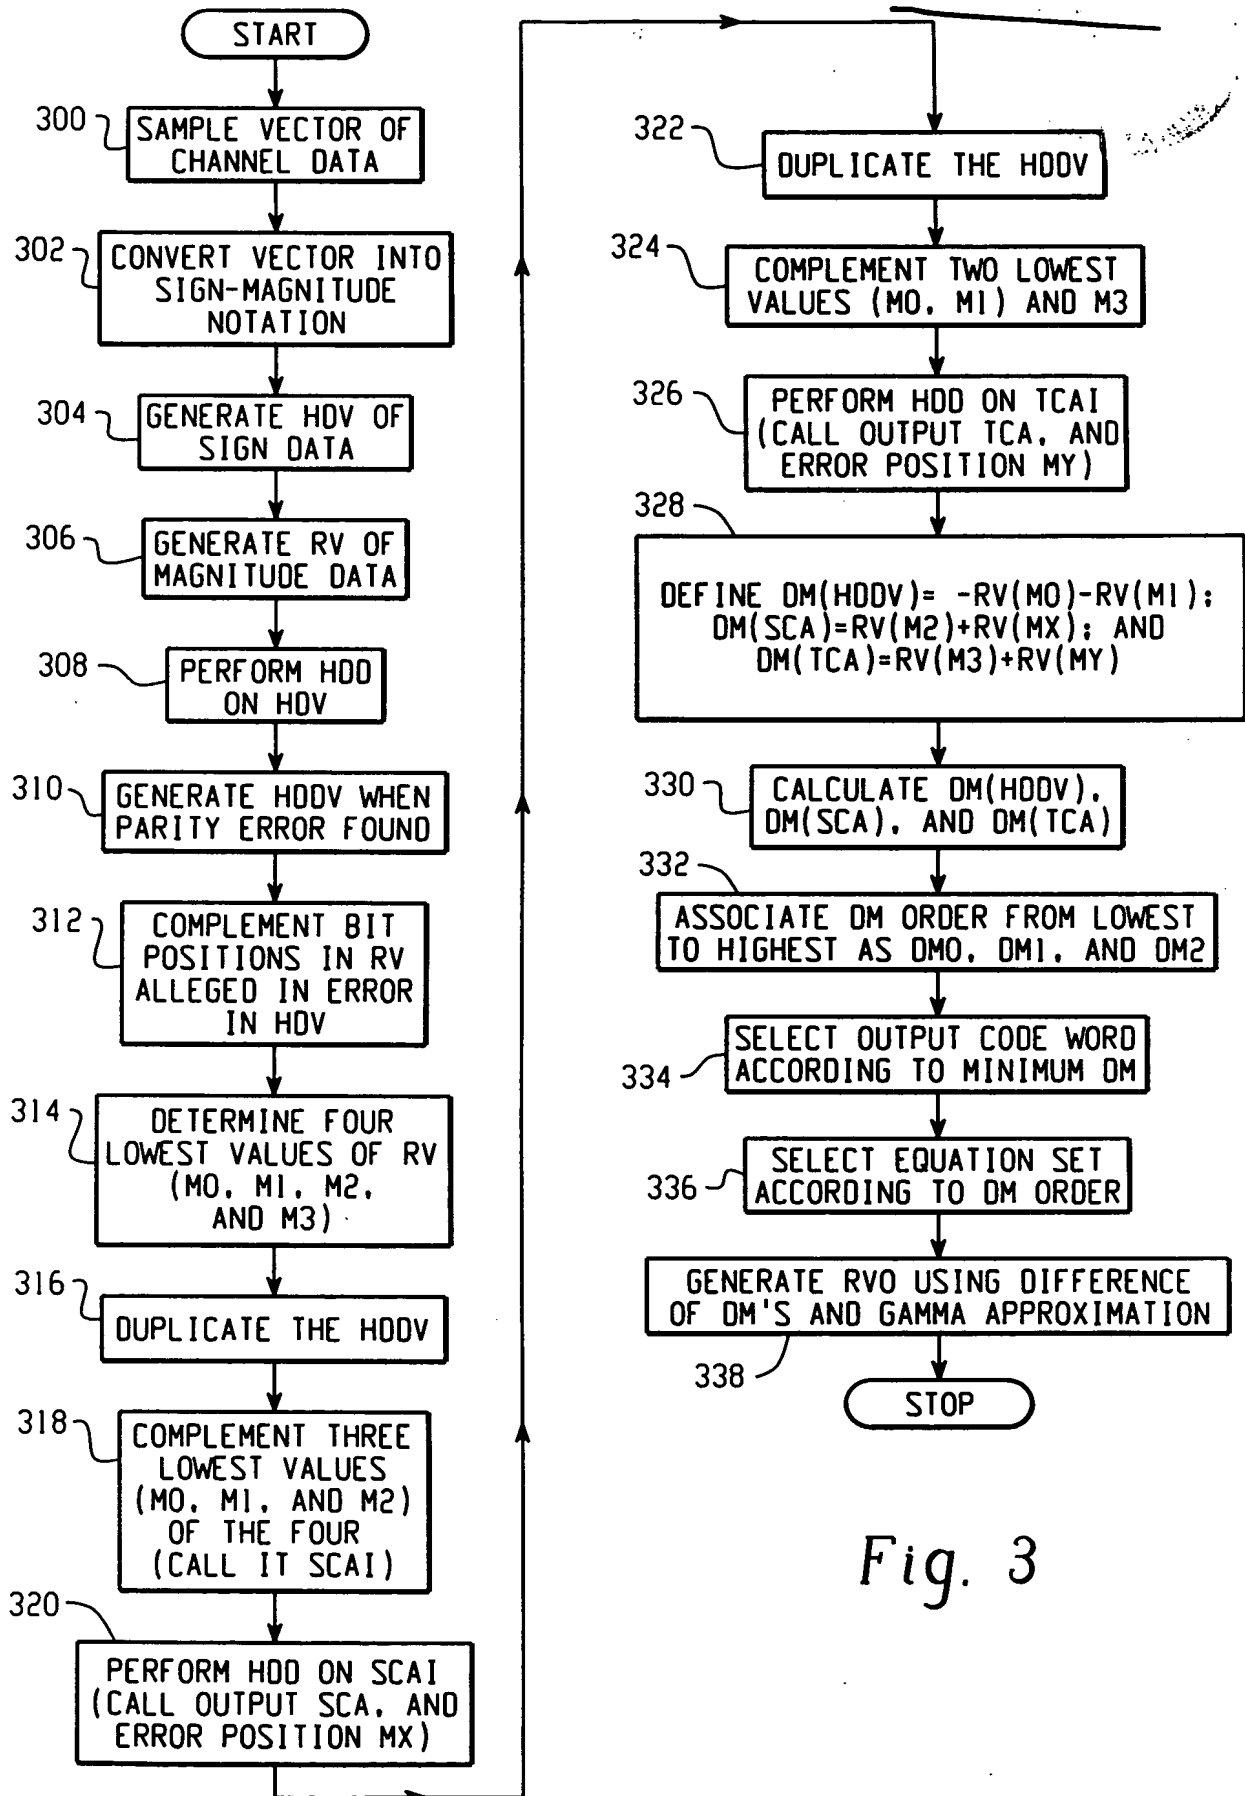 START
300
SAMPLE VECTOR OF
CHANNEL DATA
302
CONVERT VECTOR INTO
SIGN-MAGNITUDE
NOTATION
304
GENERATE HDV OF
SIGN DATA
306
GENERATE RV OF
MAGNITUDE DATA
308
PERFORM HDD
ON HDV
310
GENERATE HDDV WHEN
PARITY ERROR FOUND
312
COMPLEMENT BIT
POSITIONS IN RV
ALLEGED IN ERROR
IN HDV
314
DETERMINE FOUR
LOWEST VALUES OF RV
(M0, M1, M2,
AND M3)
316
DUPLICATE THE HDDV
318
COMPLEMENT THREE
LOWEST VALUES
(M0, M1, AND M2)
OF THE FOUR
(CALL IT SCAI)
320
PERFORM HDD ON SCAI
(CALL OUTPUT SCA, AND
ERROR POSITION MX)
322
DUPLICATE THE HDDV
324
COMPLEMENT TWO LOWEST
VALUES (M0, M1) AND M3
326
PERFORM HDD ON TCAI
(CALL OUTPUT TCA, AND
ERROR POSITION MY)
328
DEFINE DM(HDDV)= -RV(M0)-RV(M1);
DM(SCA)=RV(M2)+RV(MX); AND
DM(TCA)=RV(M3)+RV(MY)
330
CALCULATE DM(HDDV),
DM(SCA), AND DM(TCA)
332
ASSOCIATE DM ORDER FROM LOWEST
TO HIGHEST AS DM0, DM1, AND DM2
334
SELECT OUTPUT CODE WORD
ACCORDING TO MINIMUM DM
336
SELECT EQUATION SET
ACCORDING TO DM ORDER
GENERATE RVO USING DIFFERENCE
OF DM'S AND GAMMA APPROXIMATION
338
STOP
Fig. 3